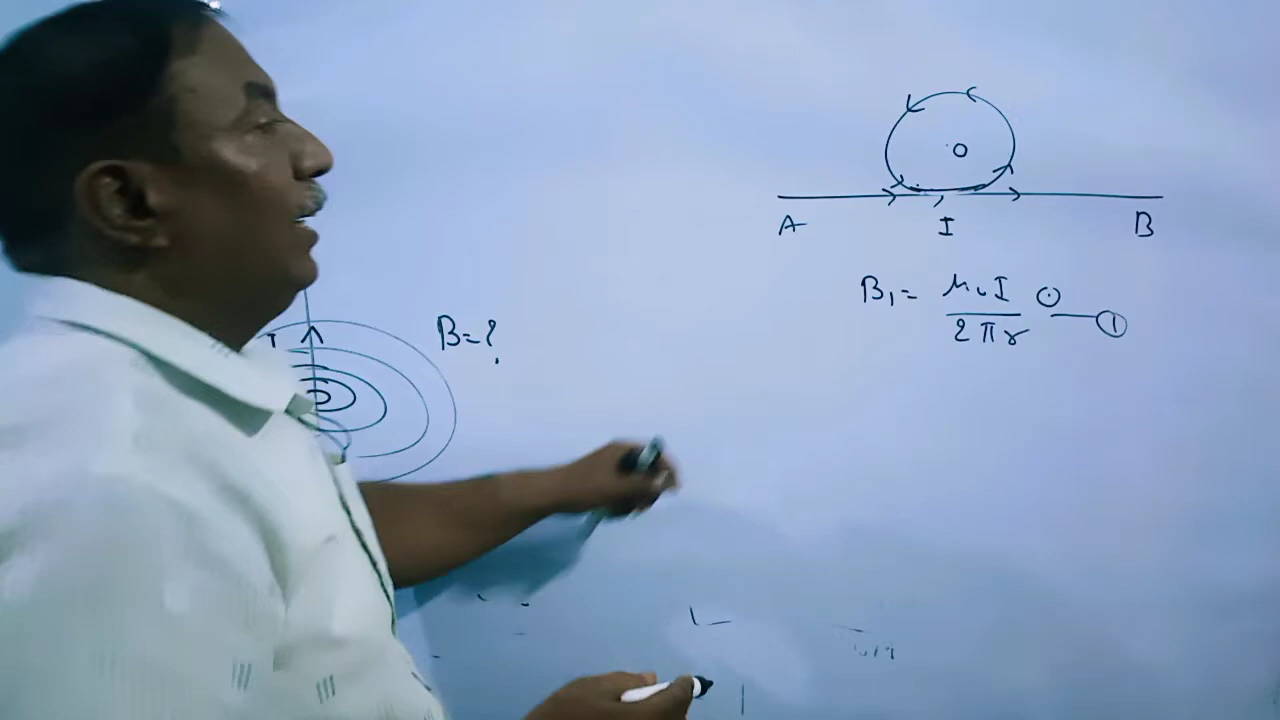 O
A I B
B₁ = μ₀I / 2πr ⊙ — ①
I B=?